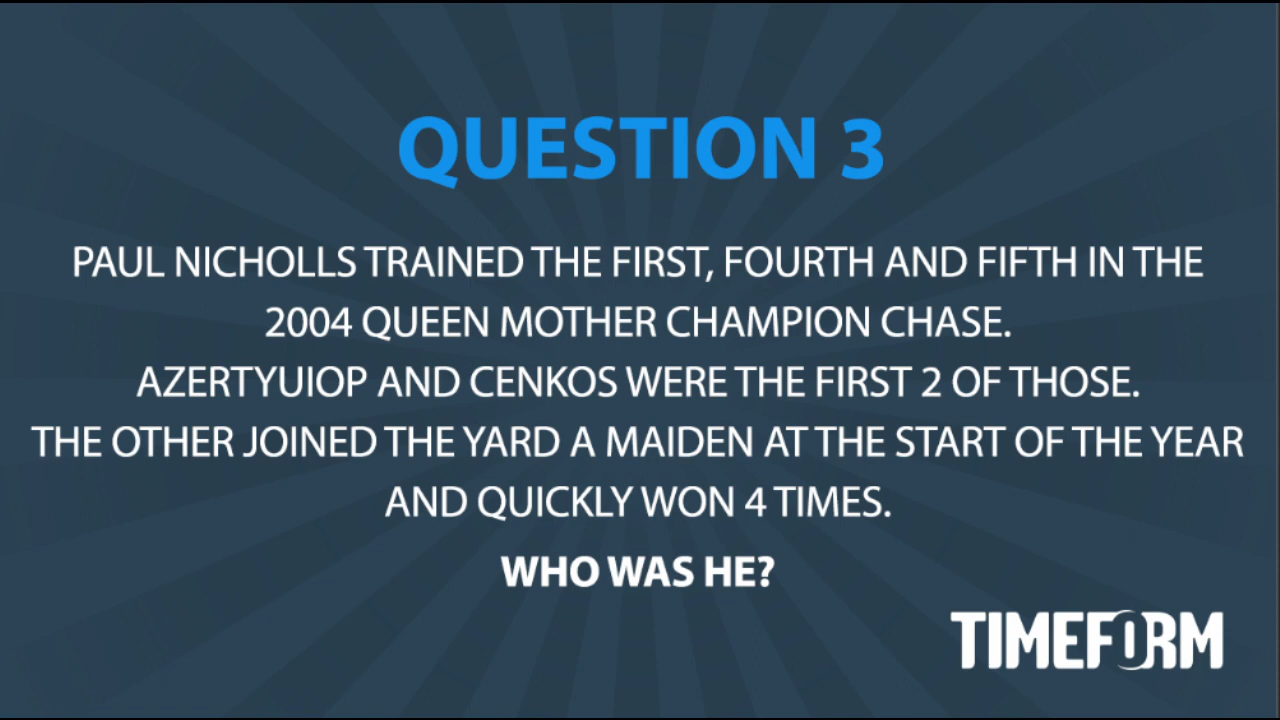 QUESTION 3
PAUL NICHOLLS TRAINED THE FIRST, FOURTH AND FIFTH IN THE
2004 QUEEN MOTHER CHAMPION CHASE.
AZERTYUIOP AND CENKOS WERE THE FIRST 2 OF THOSE.
THE OTHER JOINED THE YARD A MAIDEN AT THE START OF THE YEAR
AND QUICKLY WON 4 TIMES.
WHO WAS HE?
TIMEFORM